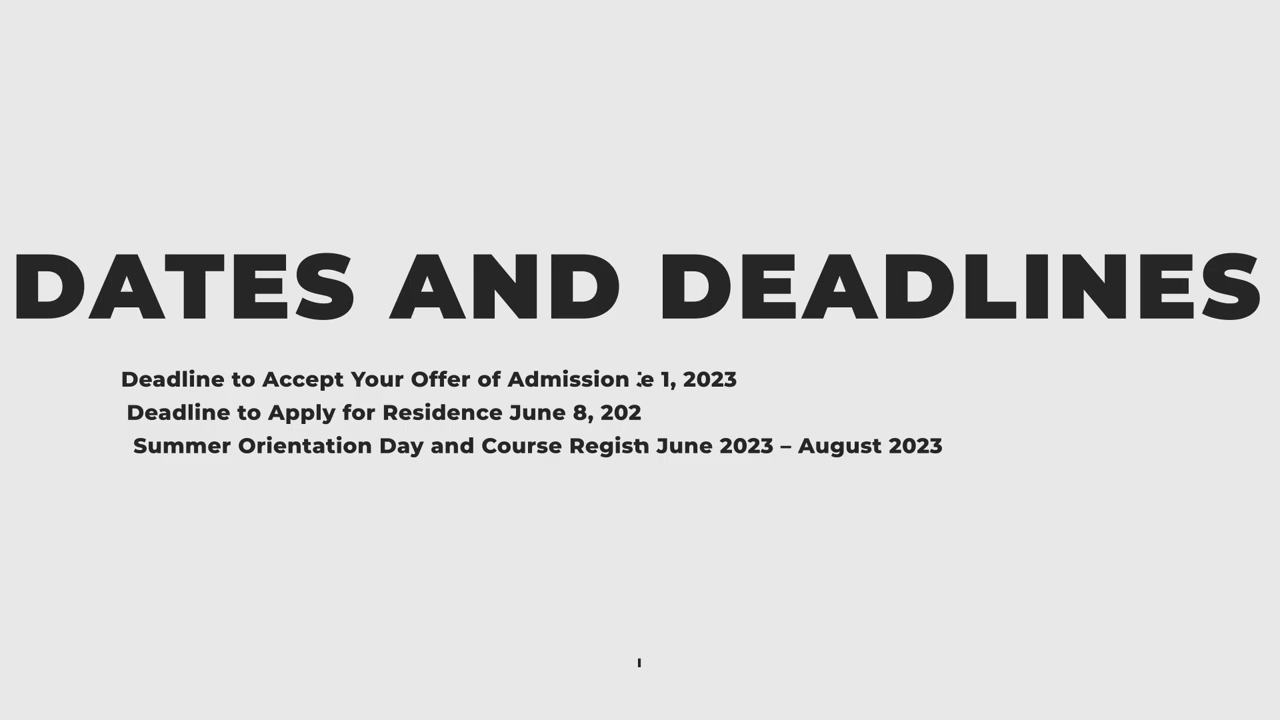 DATES AND DEADLINES
Deadline to Accept Your Offer of Admission 1, 2023
Deadline to Apply for Residence June 8, 202
Summer Orientation Day and Course June 2023 – August 2023